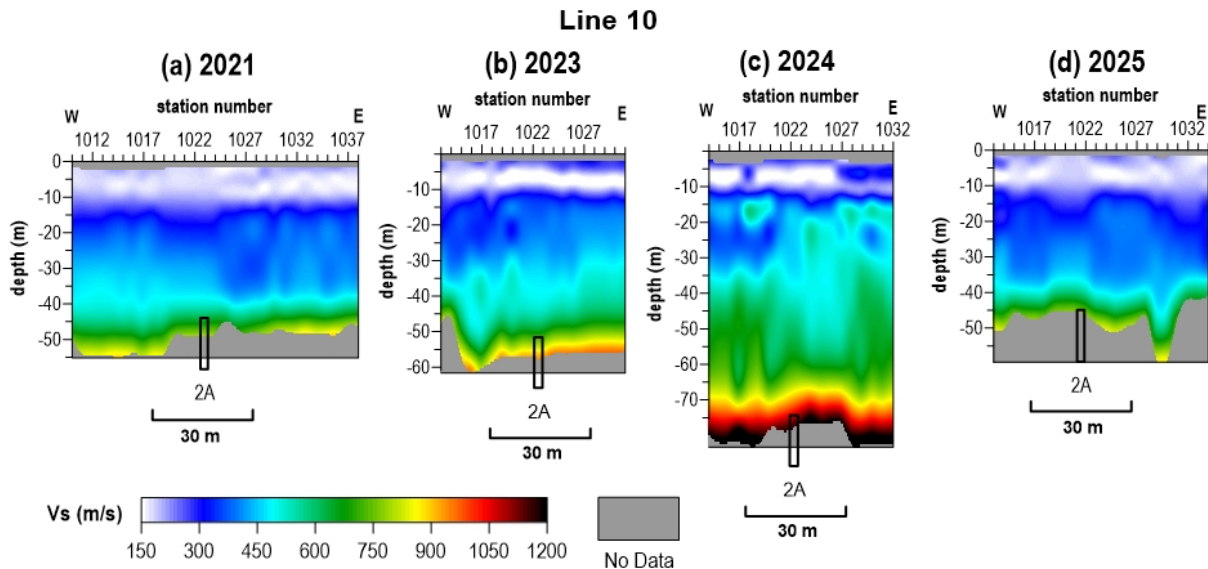 Line 10
(a) 2021
(b) 2023
(c) 2024
(d) 2025
W station number E
1012 1017 1022 1027 1032 1037
W station number E
1017 1022 1027
W station number E
1017 1022 1027 1032
W station number E
1017 1022 1027 1032
depth (m)
0
-10
-20
-30
-40
-50
2A
30 m
depth (m)
-10
-20
-30
-40
-50
-60
2A
30 m
depth (m)
-10
-20
-30
-40
-50
-60
-70
2A
30 m
depth (m)
0
-10
-20
-30
-40
-50
2A
30 m
Vs (m/s)
150 300 450 600 750 900 1050 1200
No Data